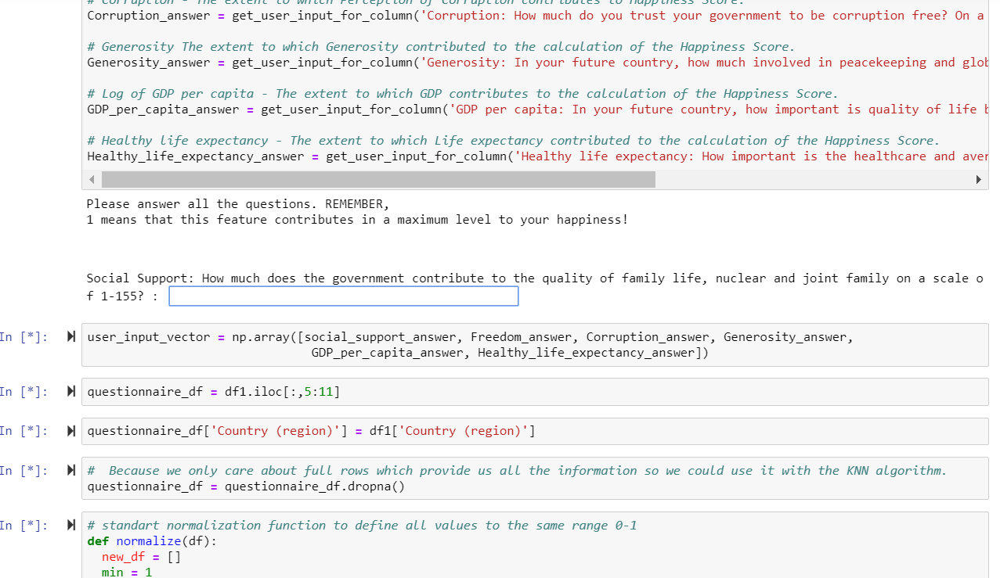 # Corruption - The extent to which Perception of Corruption contributes to Happiness Score.
Corruption_answer = get_user_input_for_column('Corruption: How much do you trust your government to be corruption free? On a
# Generosity The extent to which Generosity contributed to the calculation of the Happiness Score.
Generosity_answer = get_user_input_for_column('Generosity: In your future country, how much involved in peacekeeping and glob
# Log of GDP per capita - The extent to which GDP contributes to the calculation of the Happiness Score.
GDP_per_capita_answer = get_user_input_for_column('GDP per capita: In your future country, how important is quality of life b
# Healthy life expectancy - The extent to which Life expectancy contributed to the calculation of the Happiness Score.
Healthy_life_expectancy_answer = get_user_input_for_column('Healthy life expectancy: How important is the healthcare and aver
Please answer all the questions. REMEMBER,
1 means that this feature contributes in a maximum level to your happiness!
Social Support: How much does the government contribute to the quality of family life, nuclear and joint family on a scale o
f 1-155? :
In [*]: user_input_vector = np.array([social_support_answer, Freedom_answer, Corruption_answer, Generosity_answer,
GDP_per_capita_answer, Healthy_life_expectancy_answer])
In [*]: questionnaire_df = df1.iloc[:,5:11]
In [*]: questionnaire_df['Country (region)'] = df1['Country (region)']
In [*]: #  Because we only care about full rows which provide us all the information so we could use it with the KNN algorithm.
questionnaire_df = questionnaire_df.dropna()
In [*]: # standart normalization function to define all values to the same range 0-1
def normalize(df):
new_df = []
min = 1